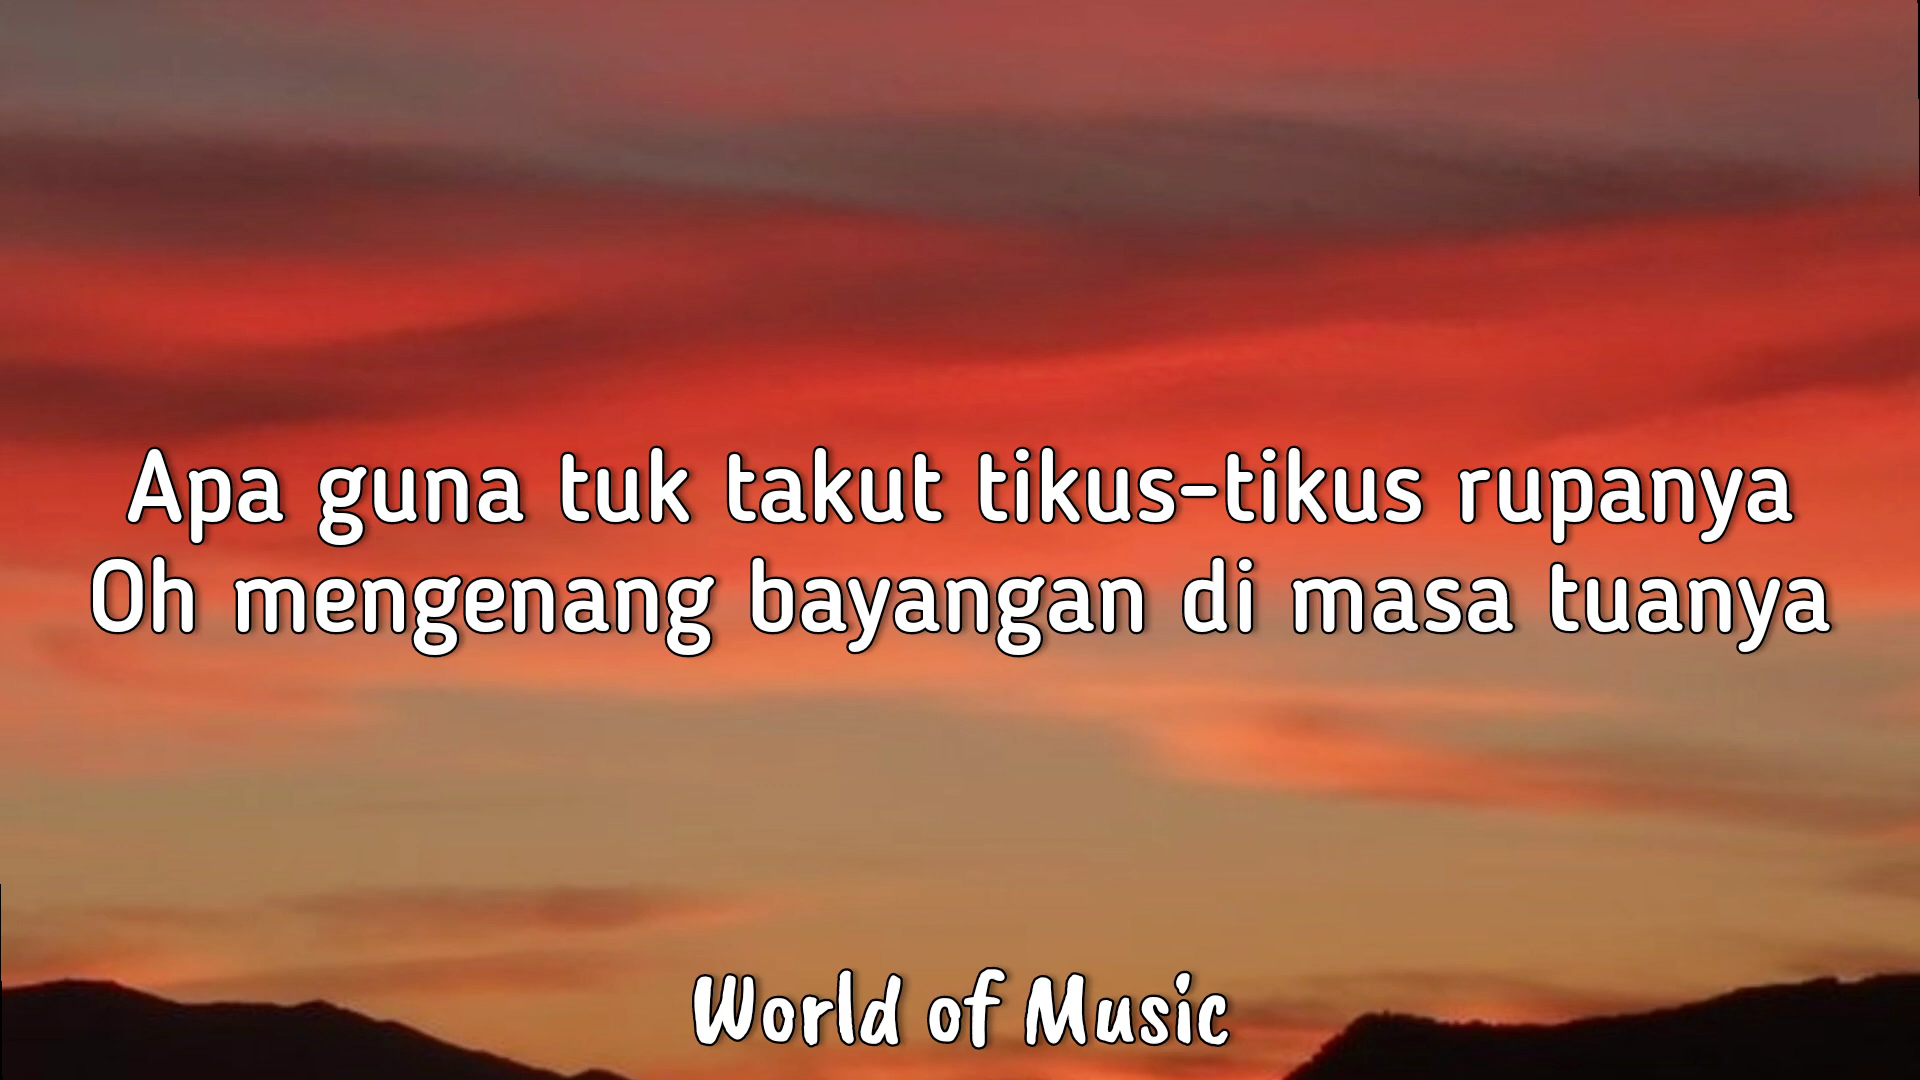 Apa guna tuk takut tikus-tikus rupanya
Oh mengenang bayangan di masa tuanya
World of Music